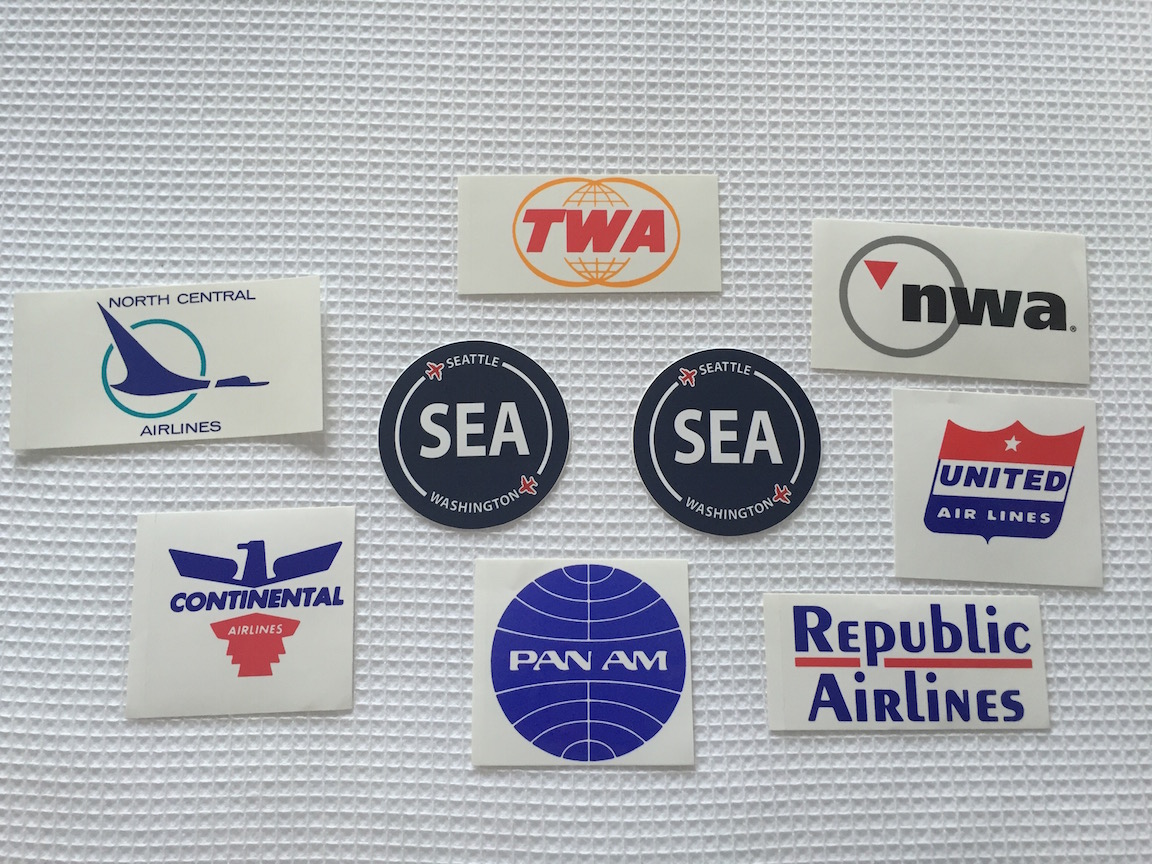 TWA
nwa
NORTH CENTRAL
AIRLINES
SEATTLE
SEA
WASHINGTON
SEATTLE
SEA
WASHINGTON
UNITED
AIR LINES
CONTINENTAL
AIRLINES
PAN AM
Republic
Airlines